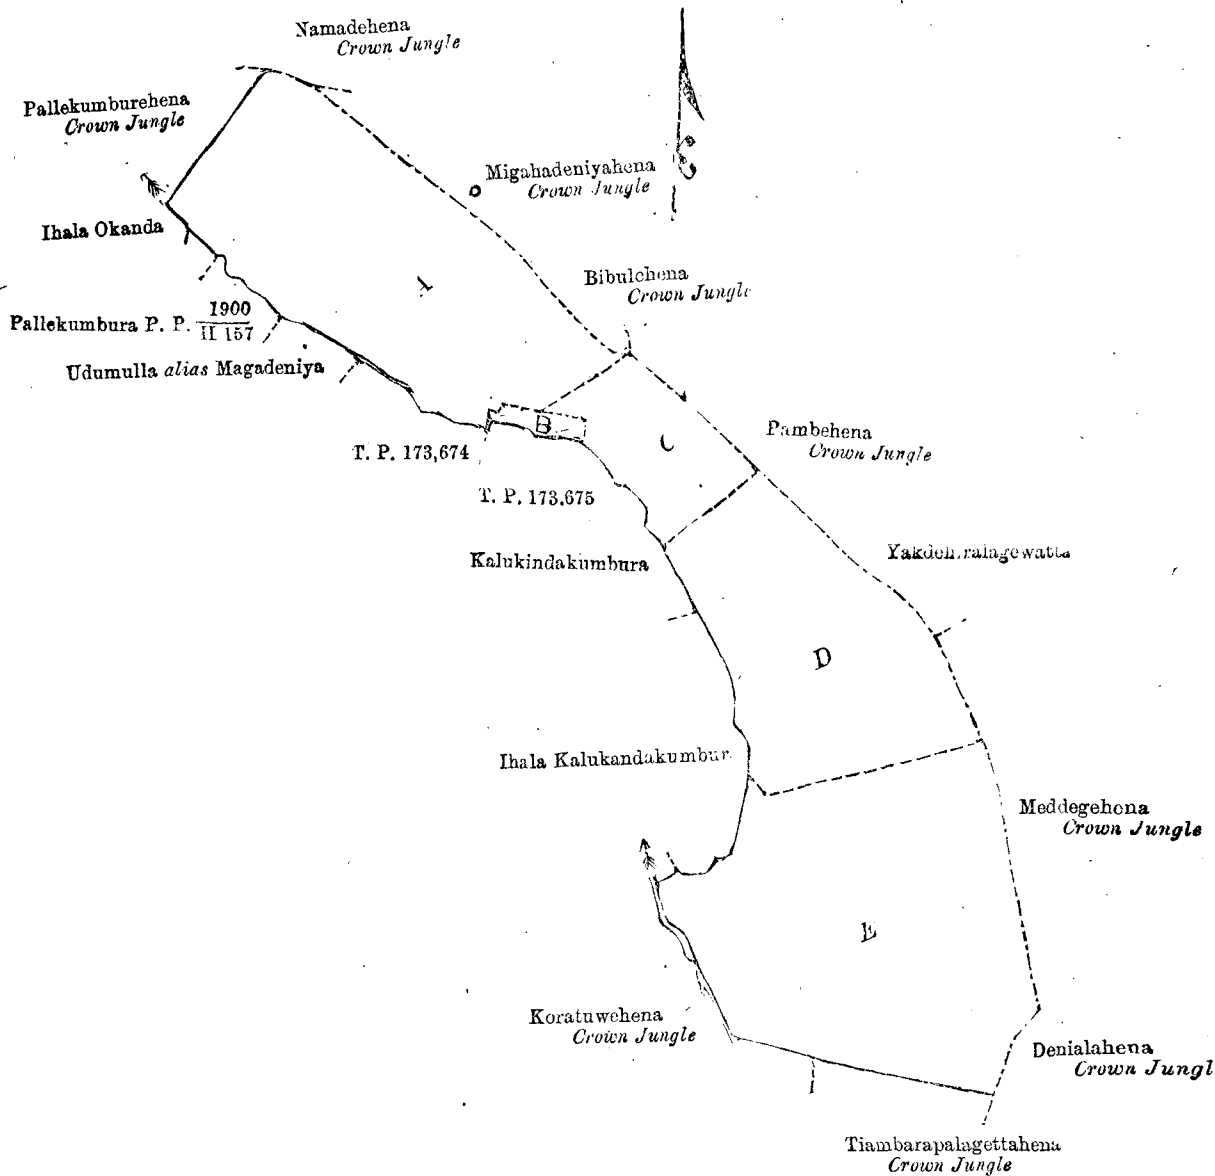 Namadehena
Crown Jungle
Pallekumburehena
Crown Jungle
Migahadeniyahena
Crown Jungle
Ihala Okanda
Bibulehena
Crown Jungle
Pallekumbura P. P. 1900
II 157
Udumulla alias Magadeniya
B
C
Pambehena
Crown Jungle
T. P. 173,674
T. P. 173,675
Kalukindakumbura
D
Ihala Kalukandakumbur
Meddegehena
Crown Jungle
E
Koratuwehena
Crown Jungle
Denialahena
Crown Jungl
Tiambarapalagettahena
Crown Jungle